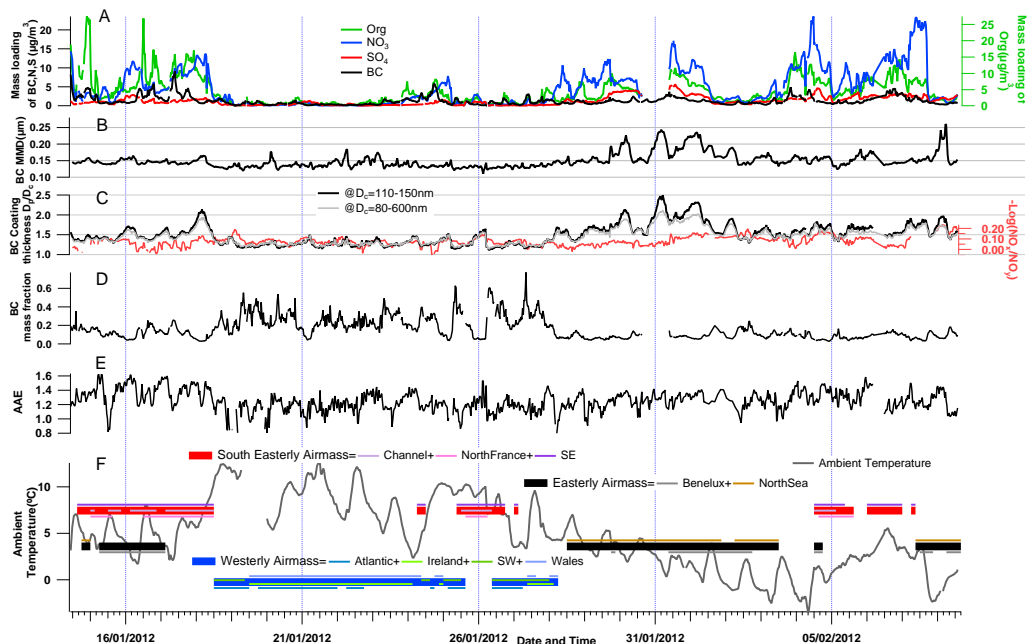 A
Mass loading
of BC,N,S (µg/m³)
20
15
10
5
0
Org
NO3
SO4
BC
25
20
15
10
5
0
Mass loading of
Org(µg/m³)
B
BC MMD(µm)
0.25
0.20
0.15
0.10
C
BC Coating
thickness Dp/Dc
2.5
2.0
1.5
1.0
@Dc=110-150nm
@Dc=80-600nm
0.20
0.10
0.00
-Log(NOx/NOy)
D
BC
mass fraction
0.6
0.4
0.2
0.0
E
AAE
1.6
1.4
1.2
1.0
0.8
F
Ambient
Temperature(ºC)
10
5
0
South Easterly Airmass= Channel+ NorthFrance+ SE
Ambient Temperature
Easterly Airmass= Benelux+ NorthSea
Westerly Airmass= Atlantic+ Ireland+ SW+ Wales
16/01/2012 21/01/2012 26/01/2012 31/01/2012 05/02/2012
Date and Time